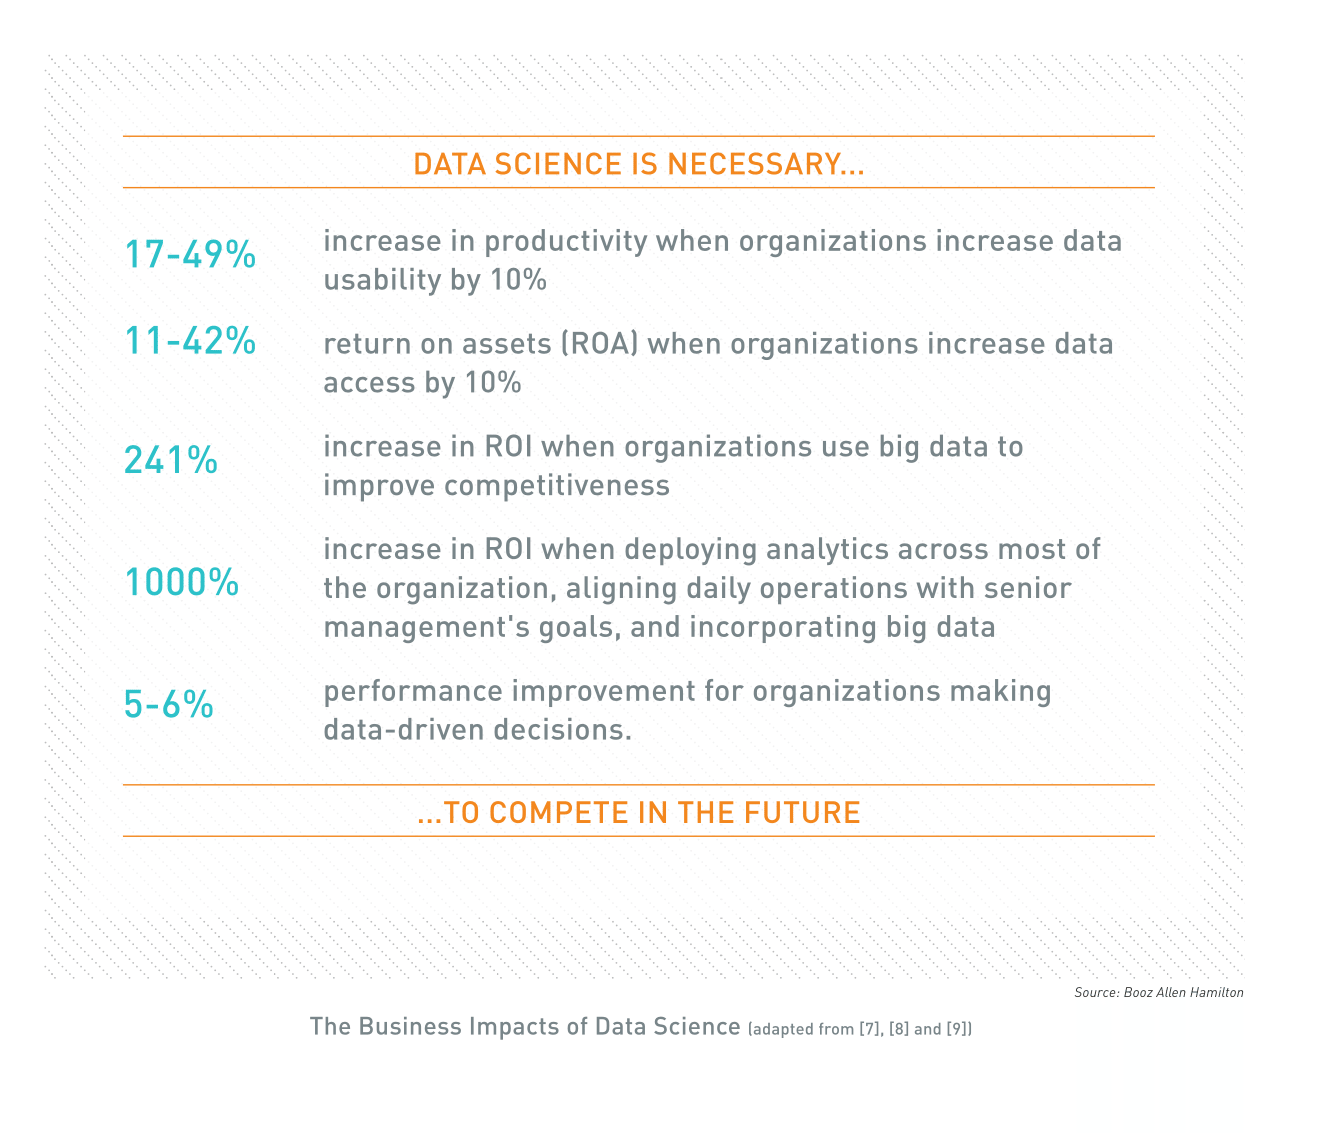 DATA SCIENCE IS NECESSARY...
17-49%
increase in productivity when organizations increase data
usability by 10%
11-42%
return on assets (ROA) when organizations increase data
access by 10%
241%
increase in ROI when organizations use big data to
improve competitiveness
1000%
increase in ROI when deploying analytics across most of
the organization, aligning daily operations with senior
management's goals, and incorporating big data
5-6%
performance improvement for organizations making
data-driven decisions.
...TO COMPETE IN THE FUTURE
Source: Booz Allen Hamilton
The Business Impacts of Data Science (adapted from [7], [8] and [9])